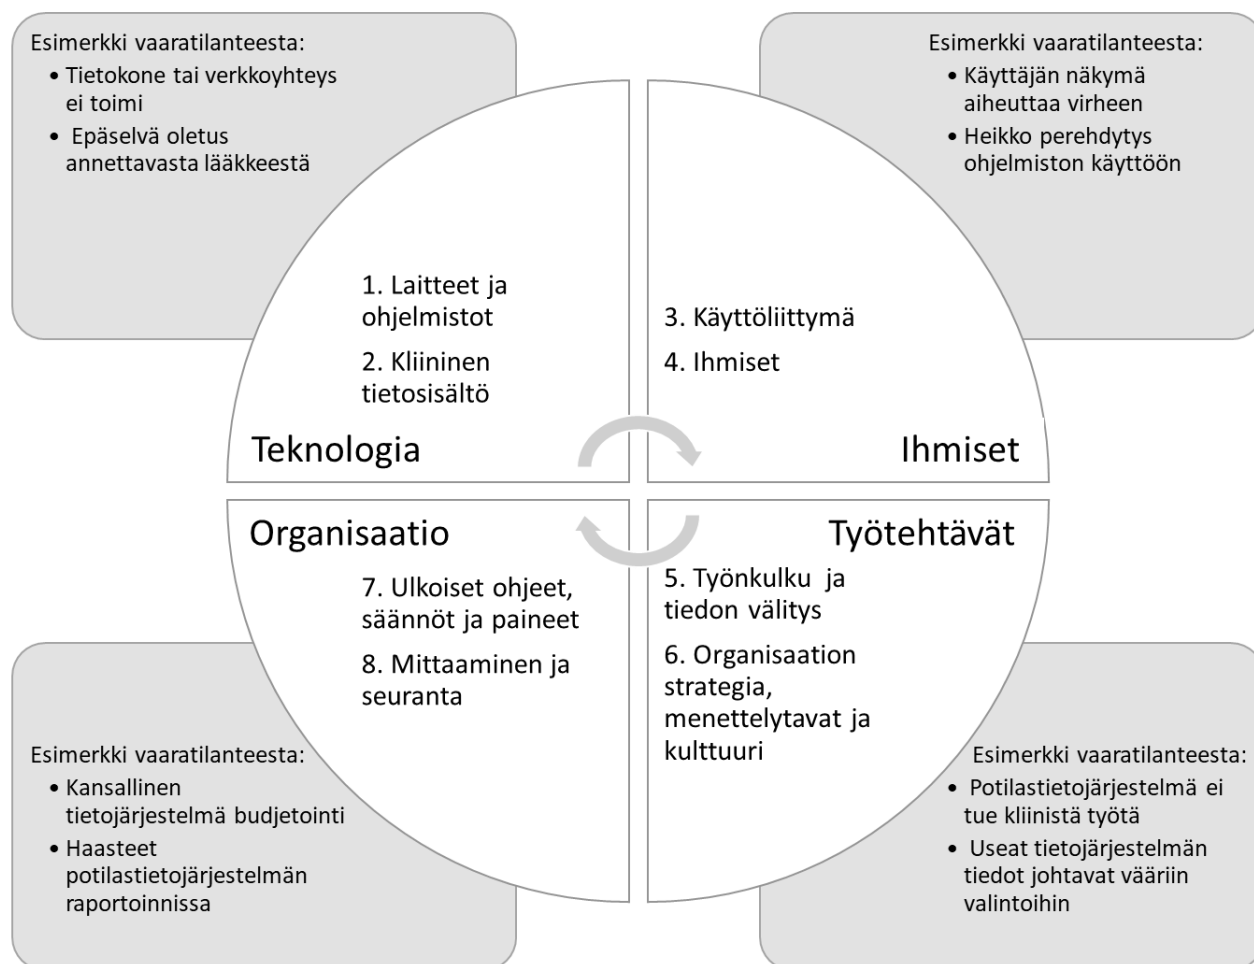 Esimerkki vaaratilanteesta:
• Tietokone tai verkkoyhteys
ei toimi
• Epäselvä oletus
annettavasta lääkkeestä
Esimerkki vaaratilanteesta:
• Käyttäjän näkymä
aiheuttaa virheen
• Heikko perehdytys
ohjelmiston käyttöön
1. Laitteet ja
ohjelmistot
2. Kliininen
tietosisältö
Teknologia
3. Käyttöliittymä
4. Ihmiset
Ihmiset
Organisaatio
7. Ulkoiset ohjeet,
säännöt ja paineet
8. Mittaaminen ja
seuranta
Työtehtävät
5. Työnkulku ja
tiedon välitys
6. Organisaation
strategia,
menettelytavat ja
kulttuuri
Esimerkki vaaratilanteesta:
• Kansallinen
tietojärjestelmä budjetointi
• Haasteet
potilastietojärjestelmän
raportoinnissa
Esimerkki vaaratilanteesta:
• Potilastietojärjestelmä ei
tue kliinistä työtä
• Useat tietojärjestelmän
tiedot johtavat vääriin
valintoihin